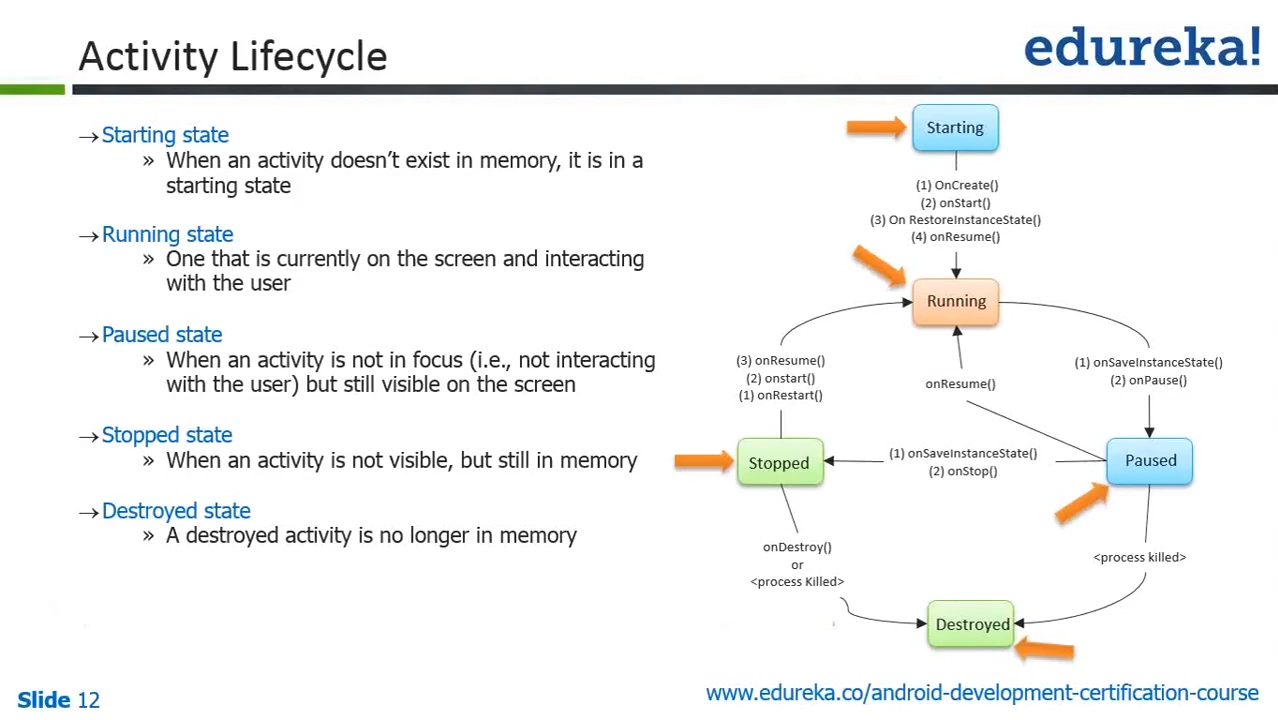 Activity Lifecycle
edureka!
→Starting state
» When an activity doesn't exist in memory, it is in a
starting state
→Running state
» One that is currently on the screen and interacting
with the user
→Paused state
» When an activity is not in focus (i.e., not interacting
with the user) but still visible on the screen
→Stopped state
» When an activity is not visible, but still in memory
→Destroyed state
» A destroyed activity is no longer in memory
Starting
(1) OnCreate()
(2) onStart()
(3) On RestoreInstanceState()
(4) onResume()
Running
(3) onResume()
(2) onstart()
(1) onRestart()
onResume()
(1) onSaveInstanceState()
(2) onPause()
Stopped
(1) onSaveInstanceState()
(2) onStop()
Paused
onDestroy()
or
<process Killed>
<process killed>
Destroyed
Slide 12
www.edureka.co/android-development-certification-course